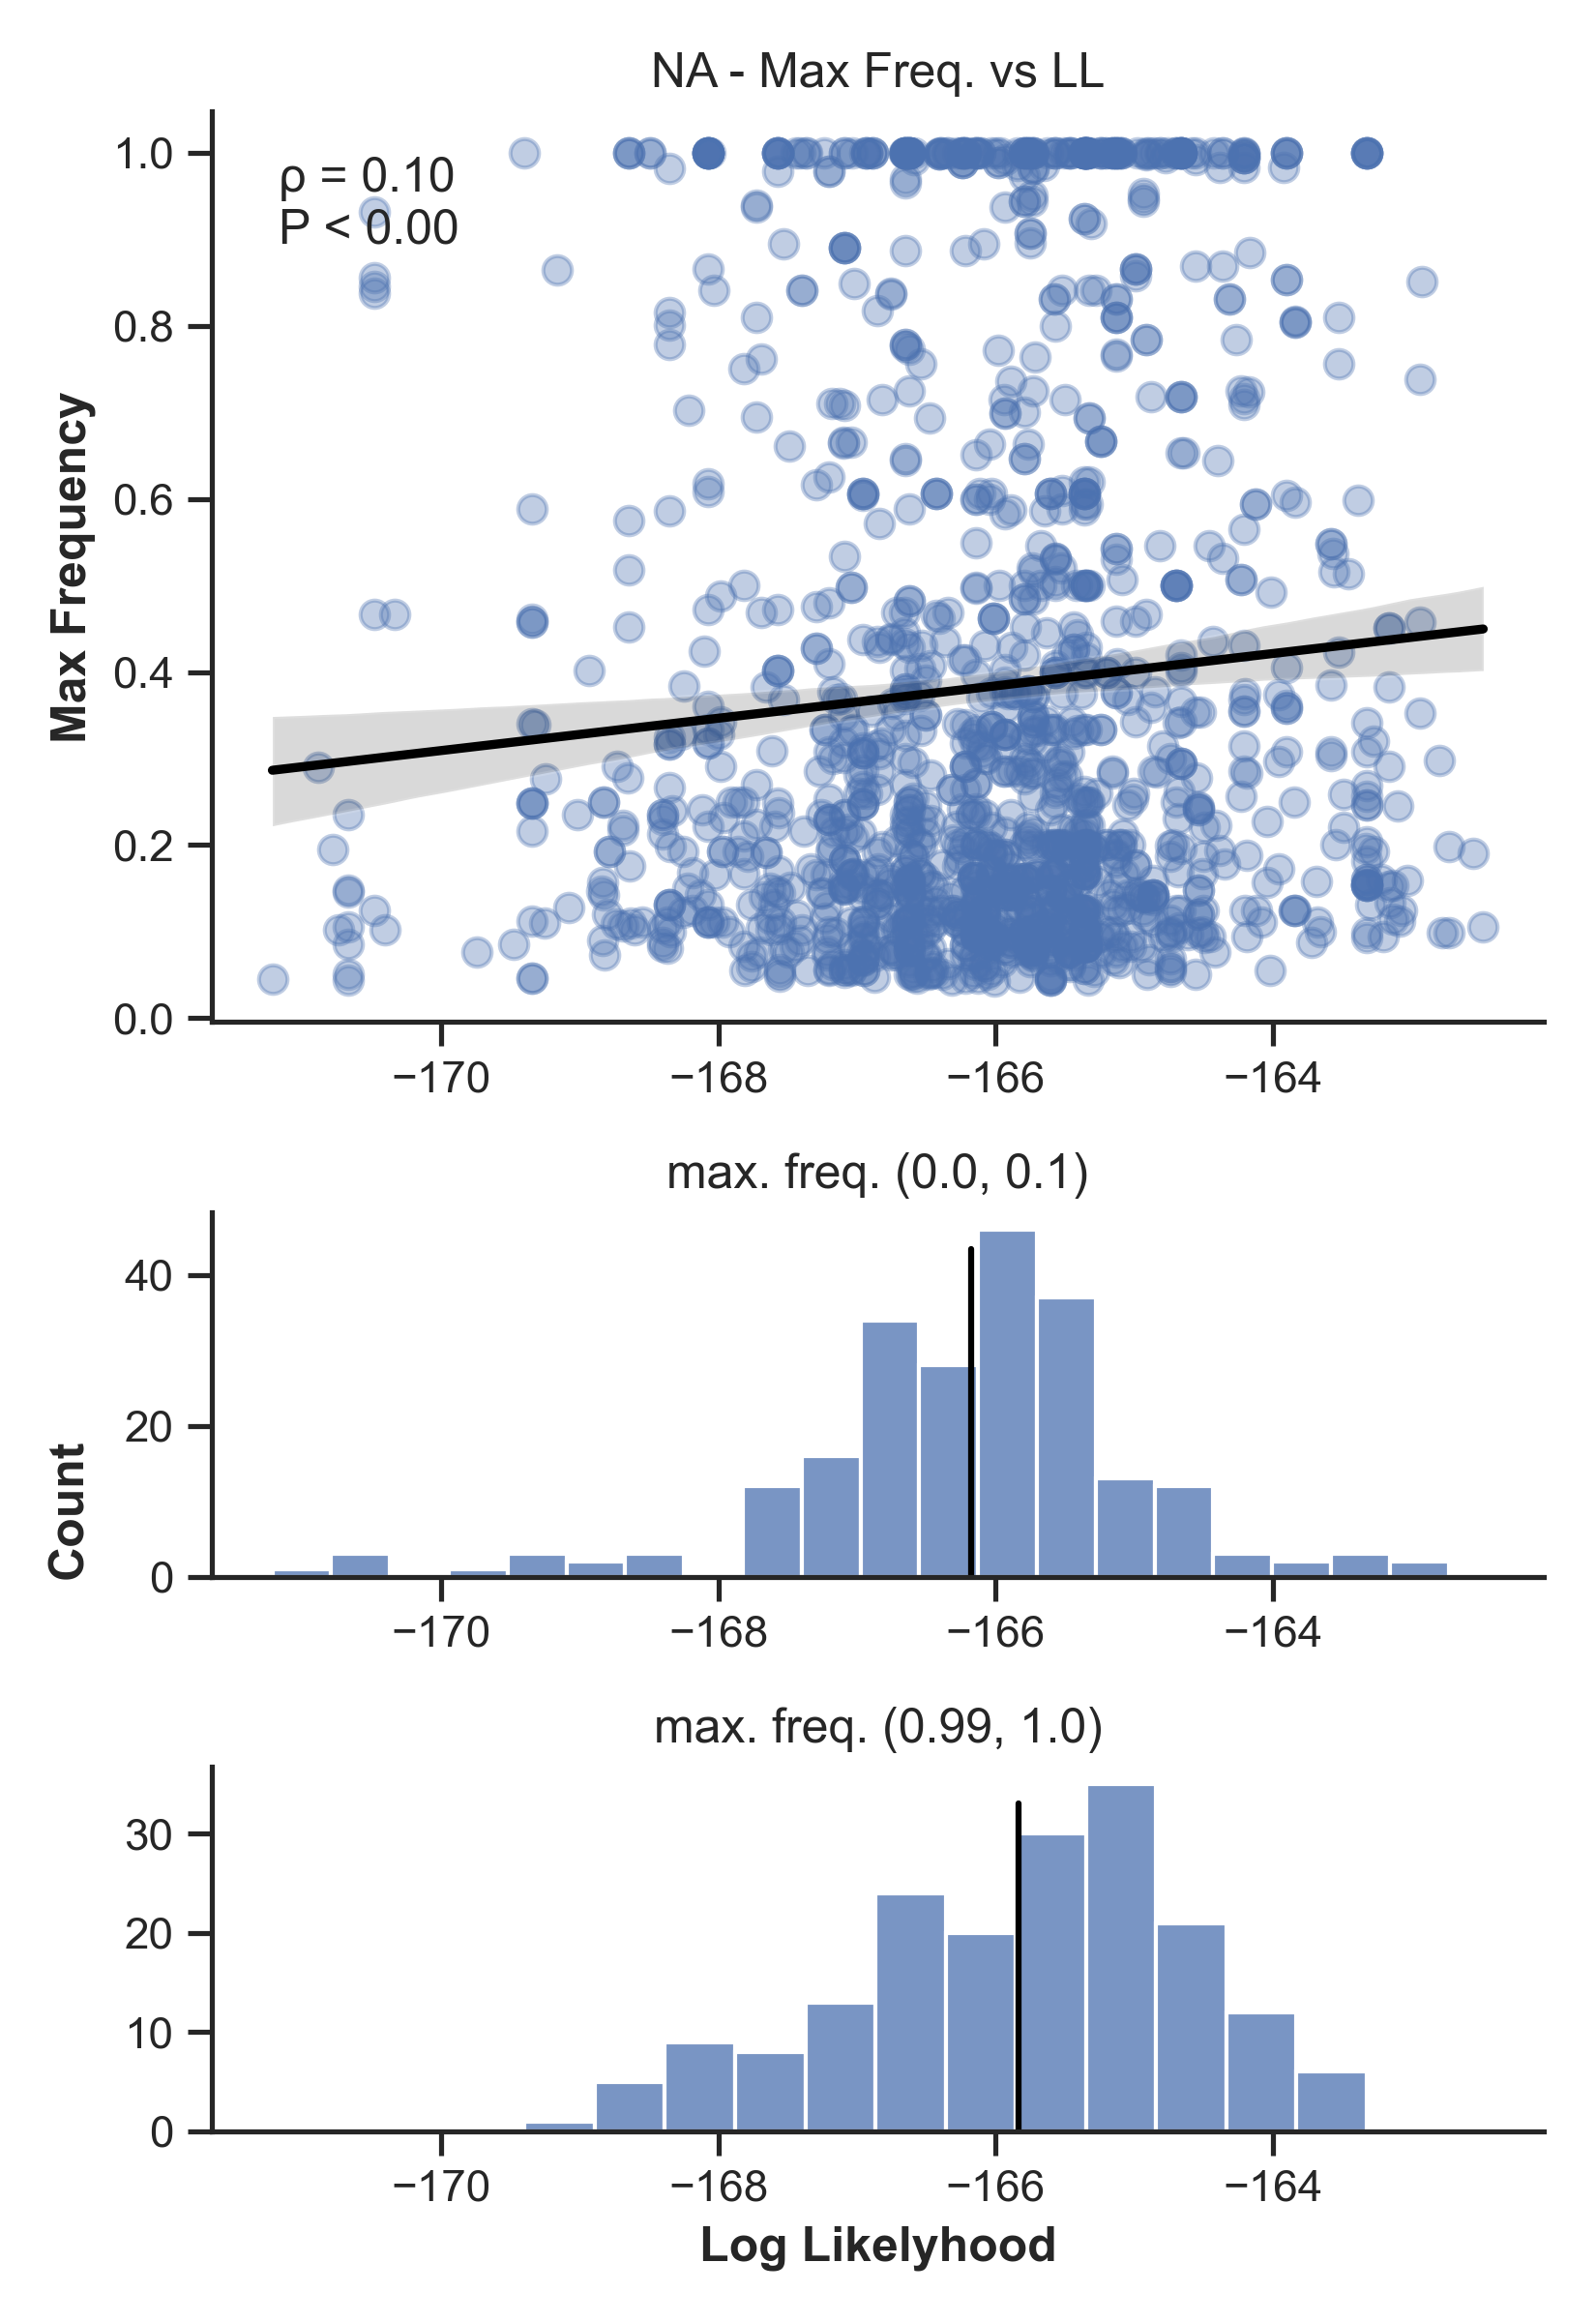 NA - Max Freq. vs LL
ρ = 0.10
P < 0.00
Max Frequency
1.0
0.8
0.6
0.4
0.2
0.0
−170 −168 −166 −164
max. freq. (0.0, 0.1)
Count
40
20
0
−170 −168 −166 −164
max. freq. (0.99, 1.0)
30
20
10
0
−170 −168 −166 −164
Log Likelyhood